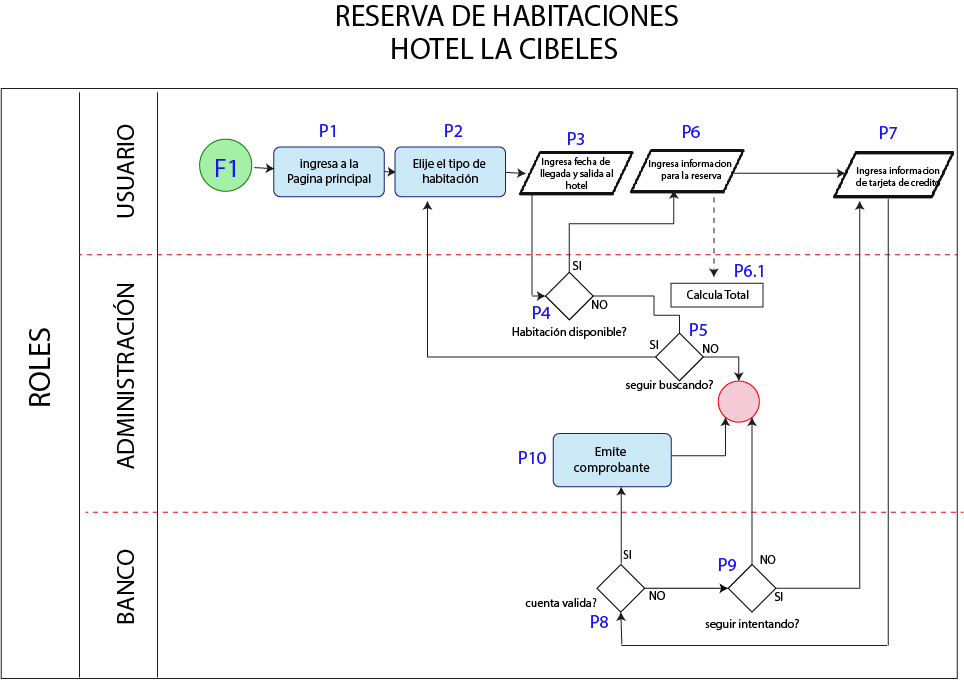 RESERVA DE HABITACIONES
HOTEL LA CIBELES
ROLES
USUARIO
F1
P1
ingresa a la
Pagina principal
P2
Elije el tipo de
habitación
P3
Ingresa fecha de
llegada y salida al
hotel
P6
Ingresa informacion
para la reserva
P7
Ingresa informacion
de tarjeta de credito
ADMINISTRACIÓN
SI
NO
P4
Habitación disponible?
P6.1
Calcula Total
P5
SI
NO
seguir buscando?
P10
Emite
comprobante
BANCO
SI
NO
cuenta valida?
P8
P9
NO
SI
seguir intentando?